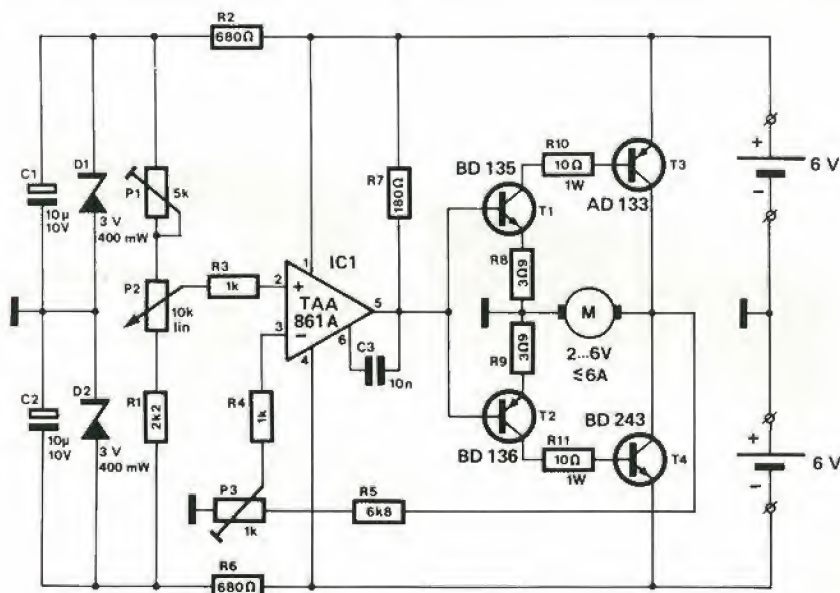 R2
680Ω
C1
10μ
10V
D1
3 V
400 mW
P1
5k
P2
10k
lin
R3
1k
1
2
+
IC1
TAA
861A
3
−
4
5
6
C3
10n
R7
180Ω
BD 135
T1
R10
10Ω
1W
T3
AD 133
R8
3Ω9
M
2...6V
≤6A
R9
3Ω9
T2
BD 136
R11
10Ω
1W
BD 243
T4
+
−
6 V
+
−
6 V
C2
10μ
10V
D2
3 V
400 mW
R1
2k2
R4
1k
P3
1k
R5
6k8
R6
680Ω